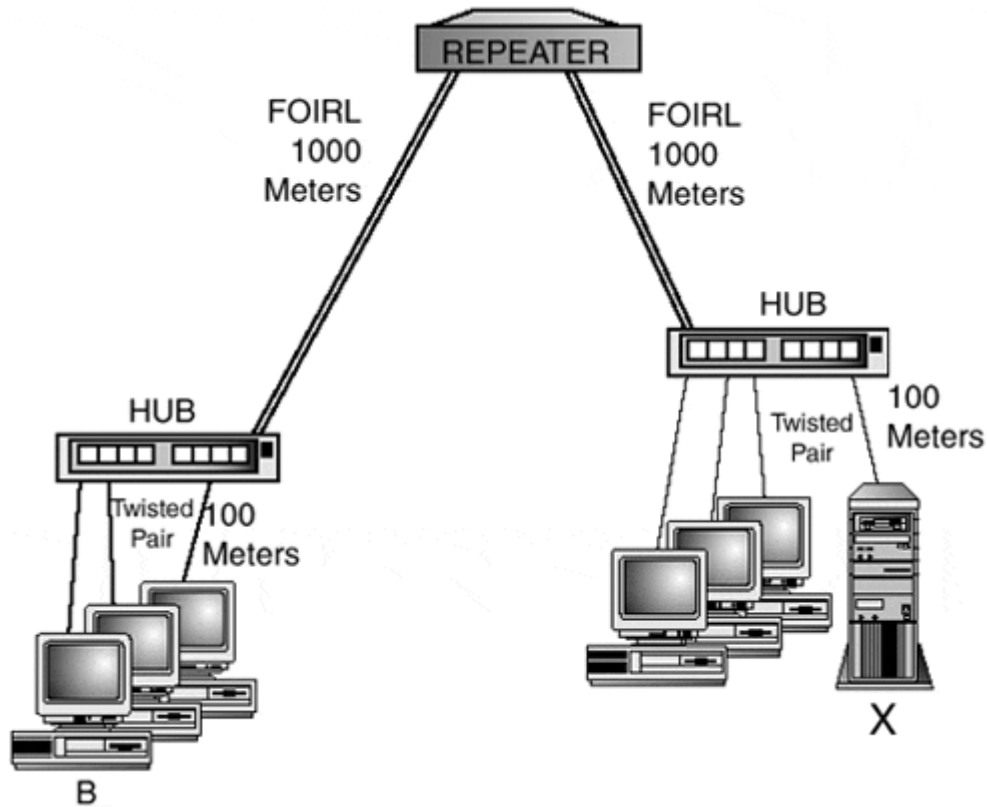 REPEATER
FOIRL
1000
Meters
FOIRL
1000
Meters
HUB
100
Meters
Twisted
Pair
HUB
Twisted
Pair
100
Meters
X
B